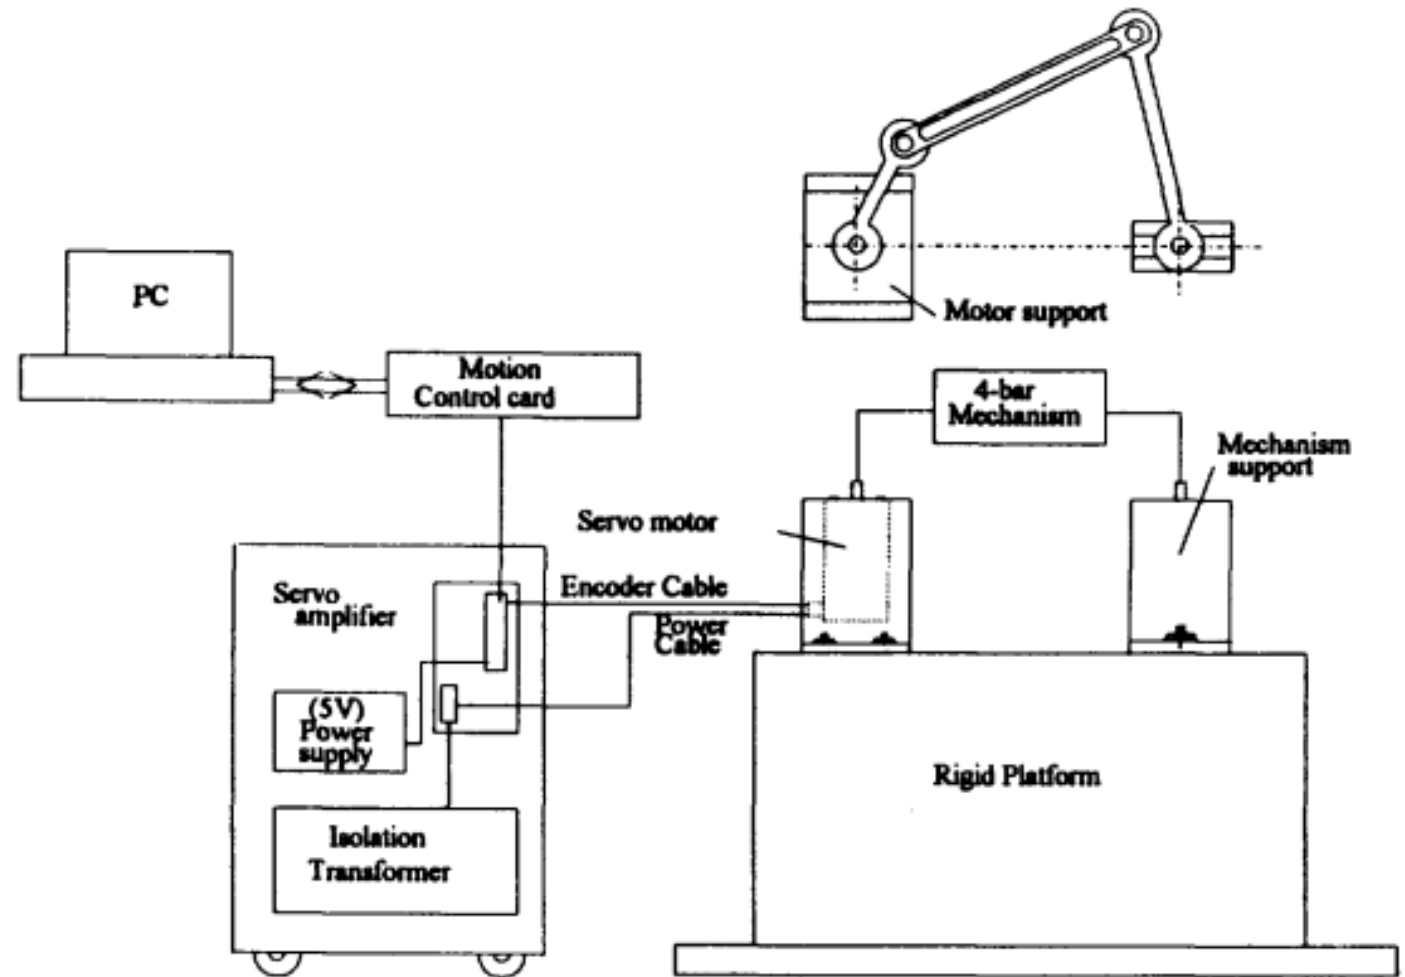 PC
Motion
Control card
Motor support
4-bar
Mechanism
Mechanism
support
Servo motor
Encoder Cable
Power
Cable
Servo
amplifier
(5V)
Power
supply
Isolation
Transformer
Rigid Platform